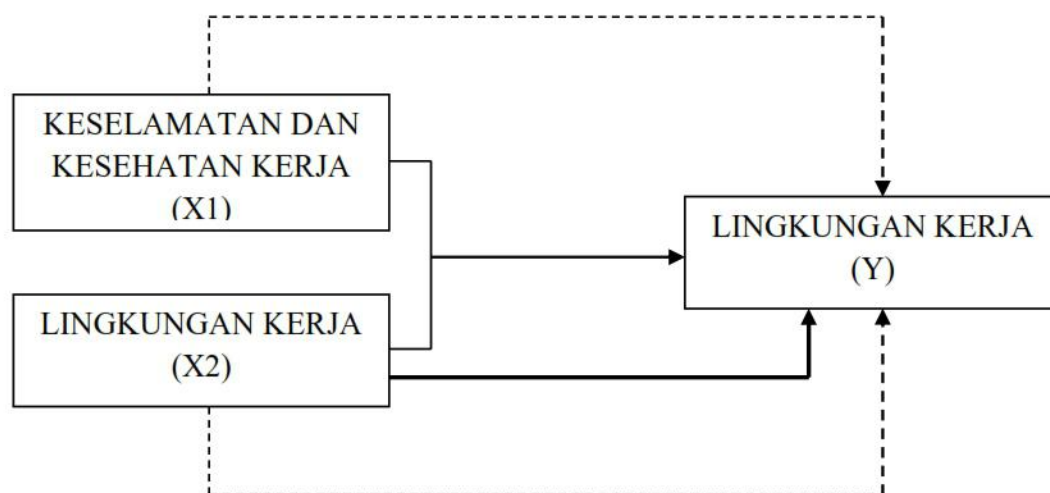 KESELAMATAN DAN
KESEHATAN KERJA
(X1)
LINGKUNGAN KERJA
(X2)
LINGKUNGAN KERJA
(Y)